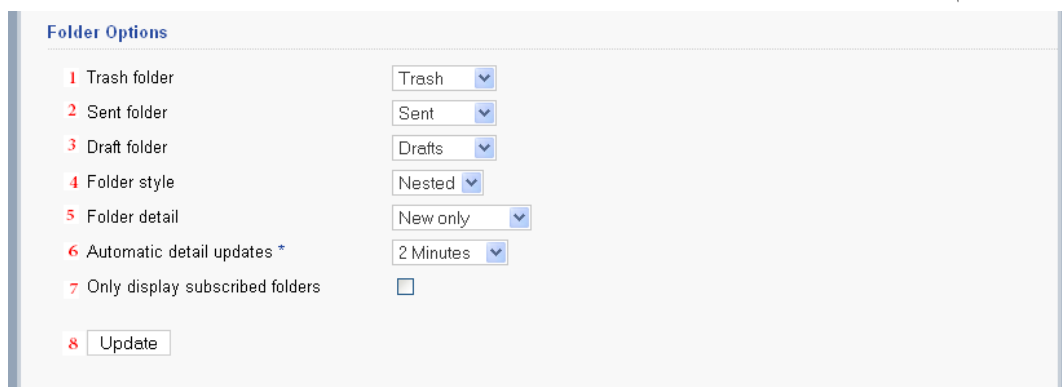 Folder Options
1 Trash folder Trash
2 Sent folder Sent
3 Draft folder Drafts
4 Folder style Nested
5 Folder detail New only
6 Automatic detail updates * 2 Minutes
7 Only display subscribed folders
8 Update